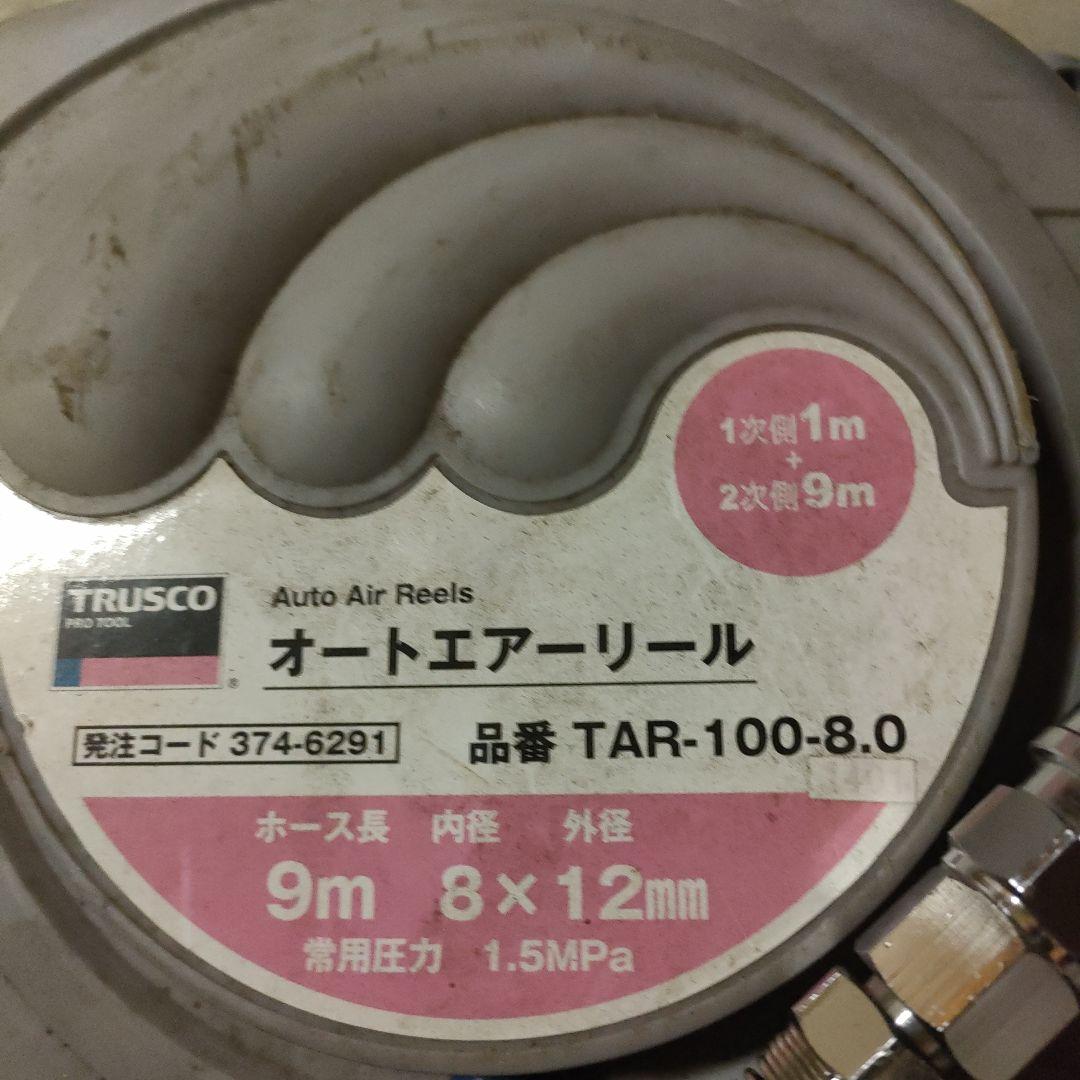 1次側1m
+
2次側9m
TRUSCO
PRO TOOL
®
Auto Air Reels
オートエアーリール
発注コード 374-6291
品番 TAR-100-8.0
ホース長 内径 外径
9m 8×12mm
常用圧力 1.5MPa